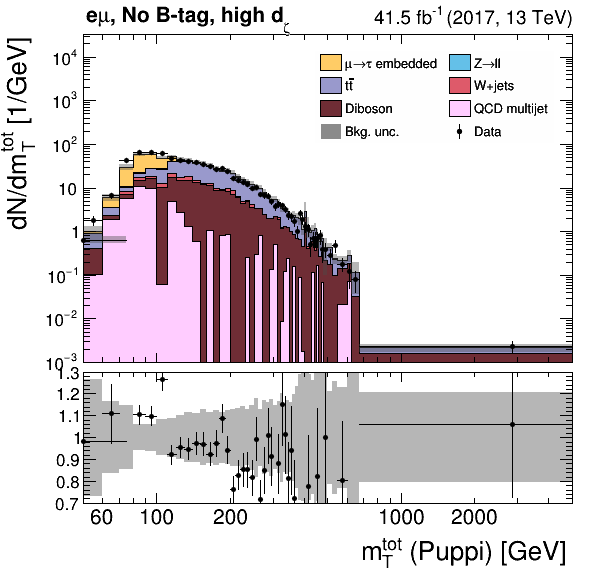 eμ, No B-tag, high dζ 41.5 fb⁻¹ (2017, 13 TeV)
dN/dm_T^tot [1/GeV]
μ→τ embedded Z→ll
tt̄ W+jets
Diboson QCD multijet
Bkg. unc. Data
10⁴
10³
10²
10
1
10⁻¹
10⁻²
10⁻³
1.3
1.2
1.1
1
0.9
0.8
0.7
60 100 200 1000 2000
m_T^tot (Puppi) [GeV]